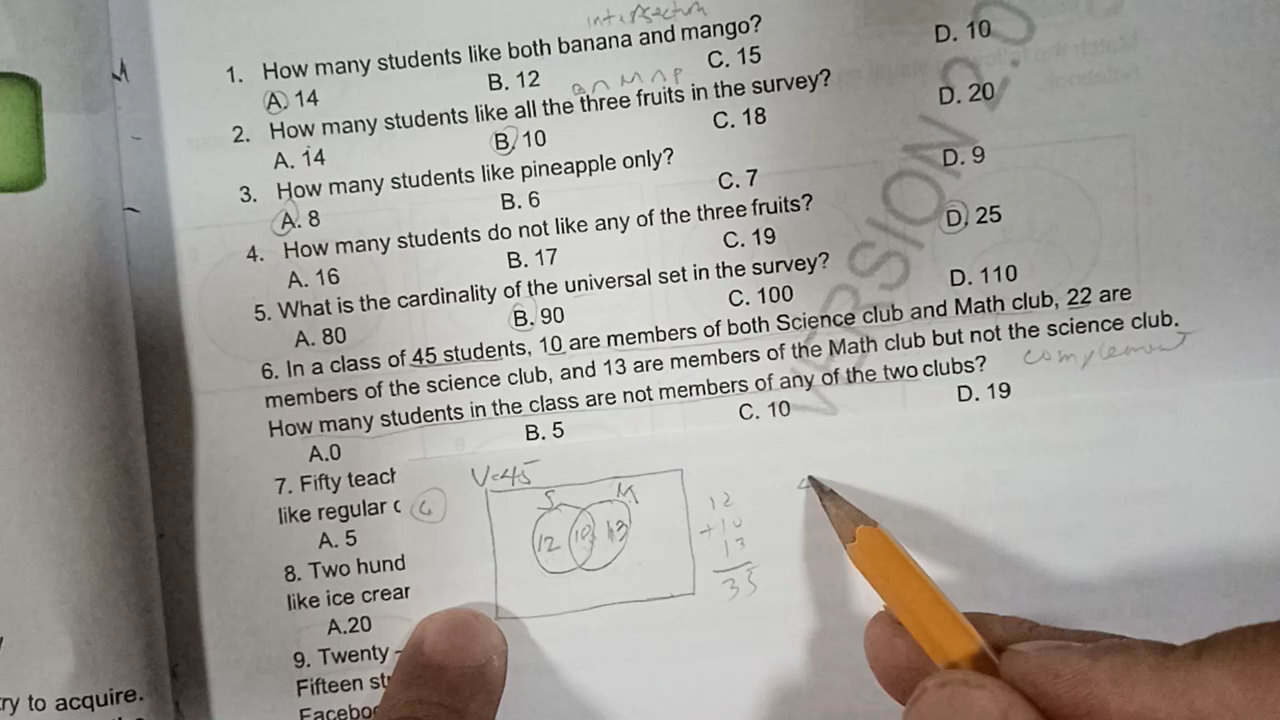 intersection
1. How many students like both banana and mango?
A. 14 B. 12 C. 15 D. 10
B∩M∩P
2. How many students like all the three fruits in the survey?
A. 14 B. 10 C. 18 D. 20
3. How many students like pineapple only?
A. 8 B. 6 C. 7 D. 9
4. How many students do not like any of the three fruits?
A. 16 B. 17 C. 19 D. 25
5. What is the cardinality of the universal set in the survey?
A. 80 B. 90 C. 100 D. 110
6. In a class of 45 students, 10 are members of both Science club and Math club, 22 are
members of the science club, and 13 are members of the Math club but not the science club.
How many students in the class are not members of any of the two clubs?
complement
A.0 B. 5 C. 10 D. 19
7. Fifty teach
like regular c
A. 5
8. Two hund
like ice crear
A.20
9. Twenty
Fifteen st
Facebo
6
U=45
S M
12 10 13
12
+10
13
35
ry to acquire.
VERSION 2.0